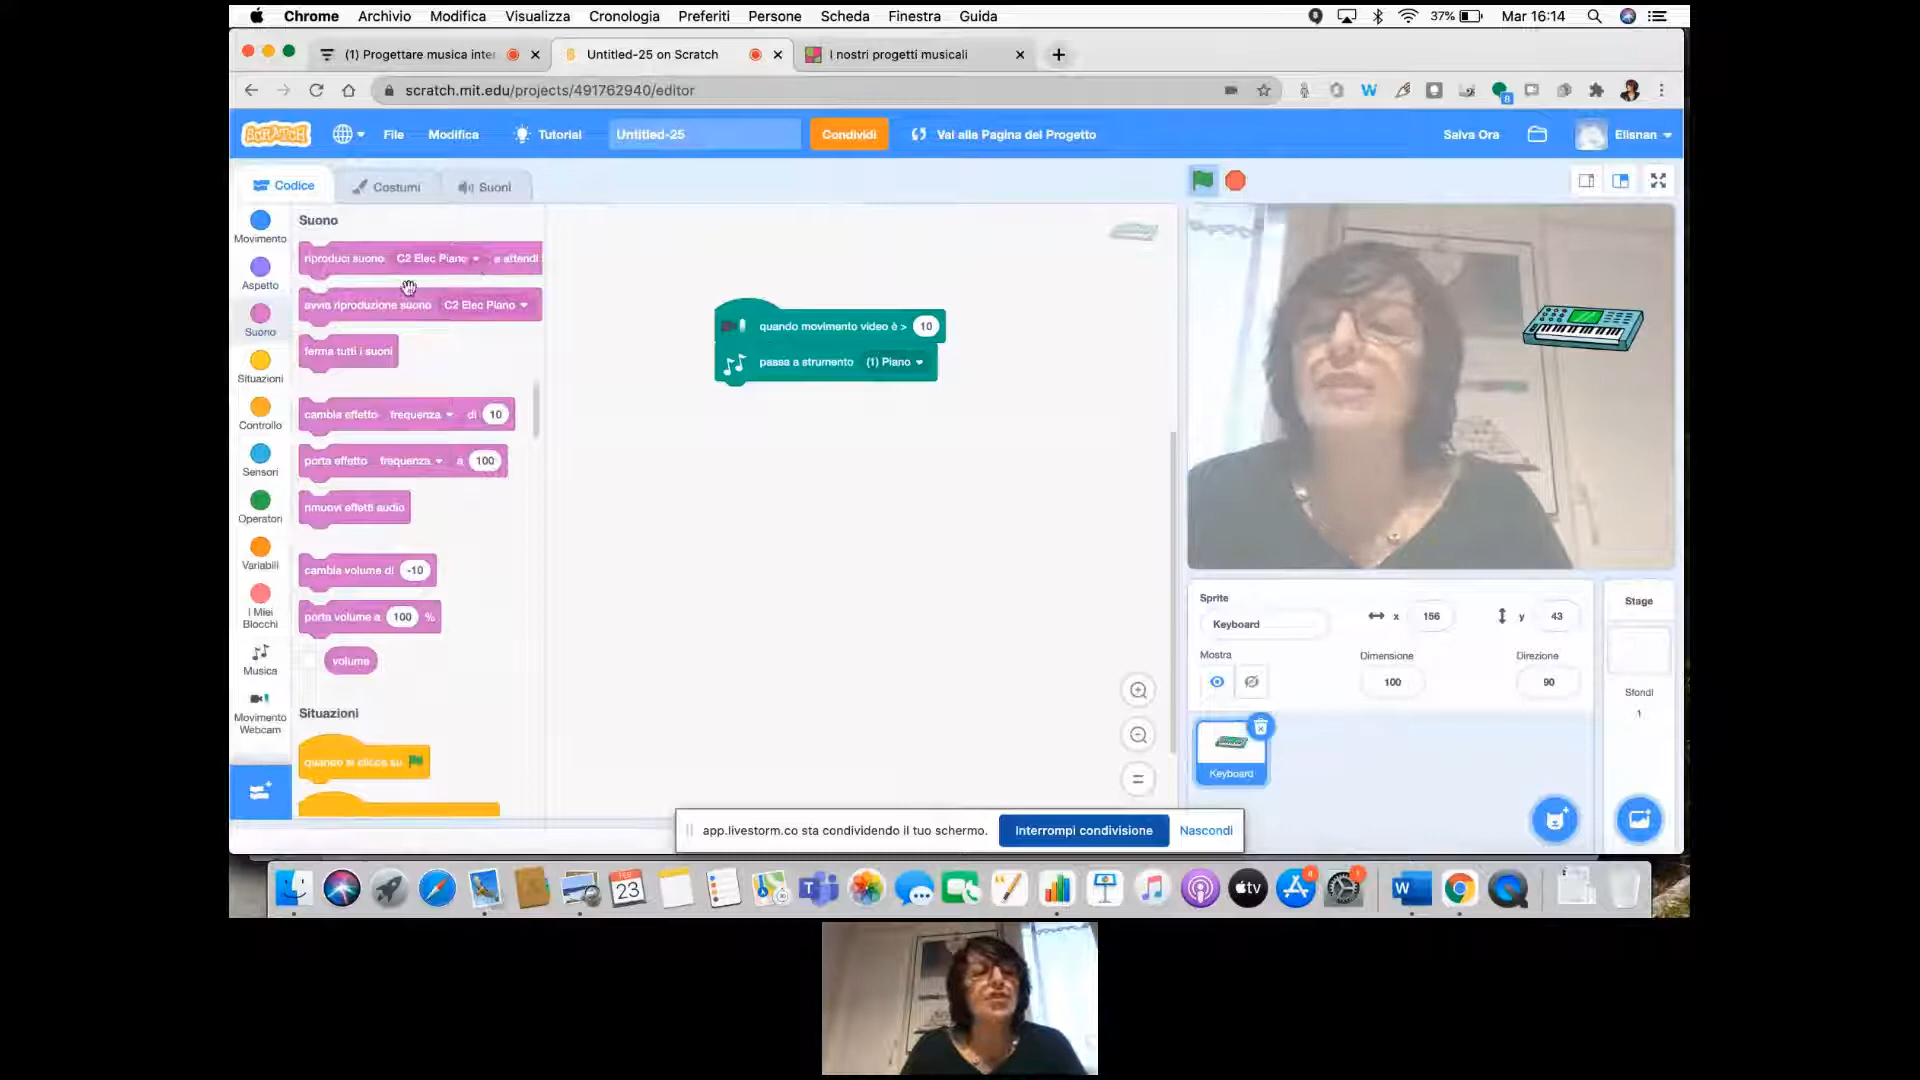 Chrome Archivio Modifica Visualizza Cronologia Preferiti Persone Scheda Finestra Guida 37% Mar 16:14
(1) Progettare musica inte Untitled-25 on Scratch I nostri progetti musicali
scratch.mit.edu/projects/491762940/editor W 8
SCRATCH File Modifica Tutorial Untitled-25 Condividi Vai alla Pagina del Progetto Salva Ora Elisnan
Codice Costumi Suoni
Movimento
Aspetto
Suono
Situazioni
Controllo
Sensori
Operatori
Variabili
I Miei
Blocchi
Musica
Movimento
Webcam
Suono
riproduci suono C2 Elec Piano e attendi
avvia riproduzione suono C2 Elec Piano
ferma tutti i suoni
cambia effetto frequenza di 10
porta effetto frequenza a 100
rimuovi effetti audio
cambia volume di -10
porta volume a 100 %
volume
Situazioni
quando si clicca su
quando movimento video è > 10
passa a strumento (1) Piano
Sprite
Keyboard x 156 y 43
Mostra Dimensione Direzione
100 90
Keyboard
Stage
Sfondi
1
app.livestorm.co sta condividendo il tuo schermo. Interrompi condivisione Nascondi
FEB
23
tv
4
1
W